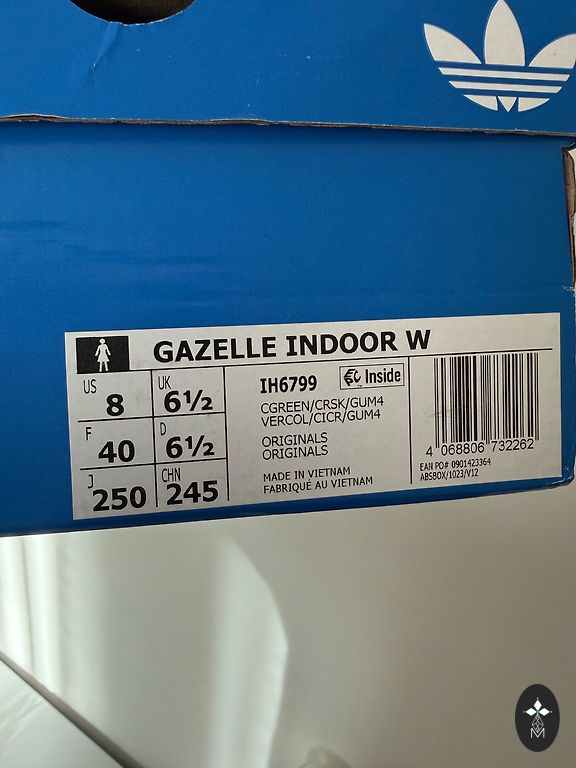 GAZELLE INDOOR W
US 8
UK 6½
F 40
D 6½
J 250
CHN 245
IH6799
€C Inside
CGREEN/CRSK/GUM4
VERCOL/CICR/GUM4
ORIGINALS
ORIGINALS
MADE IN VIETNAM
FABRIQUÉ AU VIETNAM
4 068806 732262
EAN PO# 0901423364
ABSBOX/1023/V12
M